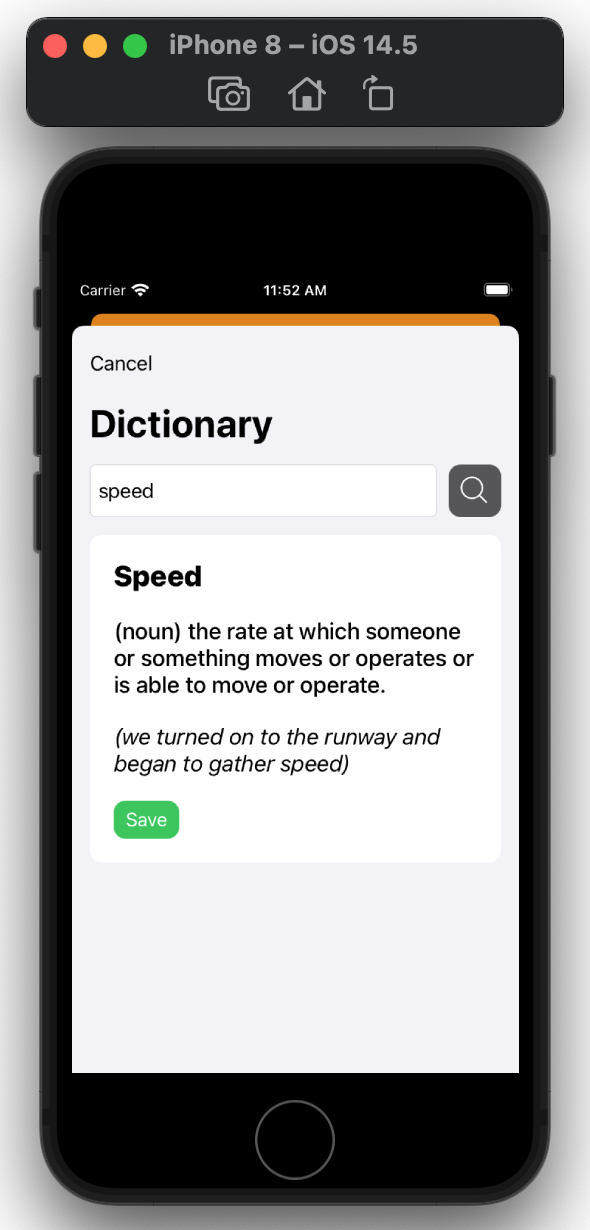 iPhone 8 – iOS 14.5
Carrier 11:52 AM
Cancel
Dictionary
speed
Speed
(noun) the rate at which someone
or something moves or operates or
is able to move or operate.
(we turned on to the runway and
began to gather speed)
Save